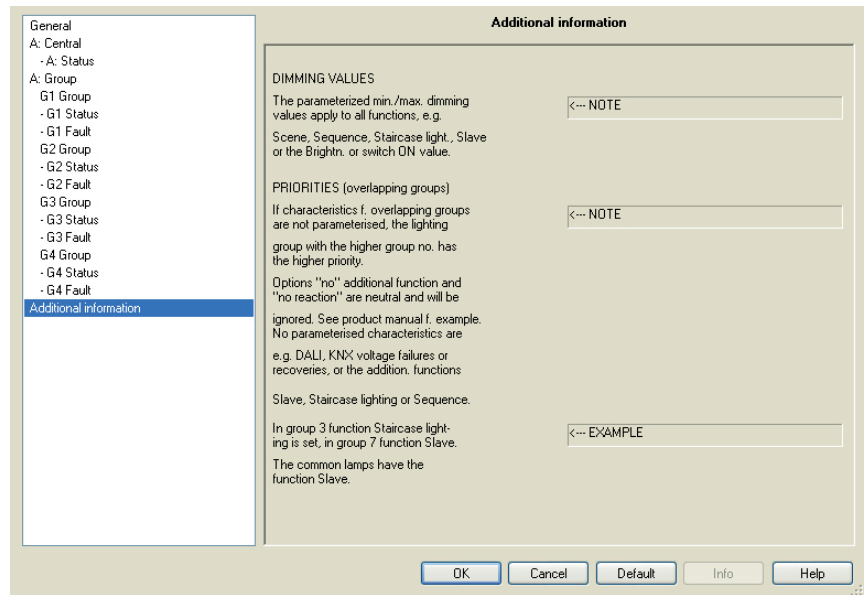 General
A: Central
- A: Status
A: Group
G1 Group
- G1 Status
- G1 Fault
G2 Group
- G2 Status
- G2 Fault
G3 Group
- G3 Status
- G3 Fault
G4 Group
- G4 Status
- G4 Fault
Additional information
Additional information
DIMMING VALUES
The parameterized min./max. dimming
values apply to all functions, e.g.
<--- NOTE
Scene, Sequence, Staircase light., Slave
or the Brightn. or switch ON value.
PRIORITIES (overlapping groups)
If characteristics f. overlapping groups
are not parameterised, the lighting
<--- NOTE
group with the higher group no. has
the higher priority.
Options "no" additional function and
"no reaction" are neutral and will be
ignored. See product manual f. example.
No parameterised characteristics are
e.g. DALI, KNX voltage failures or
recoveries, or the addition. functions
Slave, Staircase lighting or Sequence.
In group 3 function Staircase light-
ing is set, in group 7 function Slave.
<--- EXAMPLE
The common lamps have the
function Slave.
OK
Cancel
Default
Info
Help